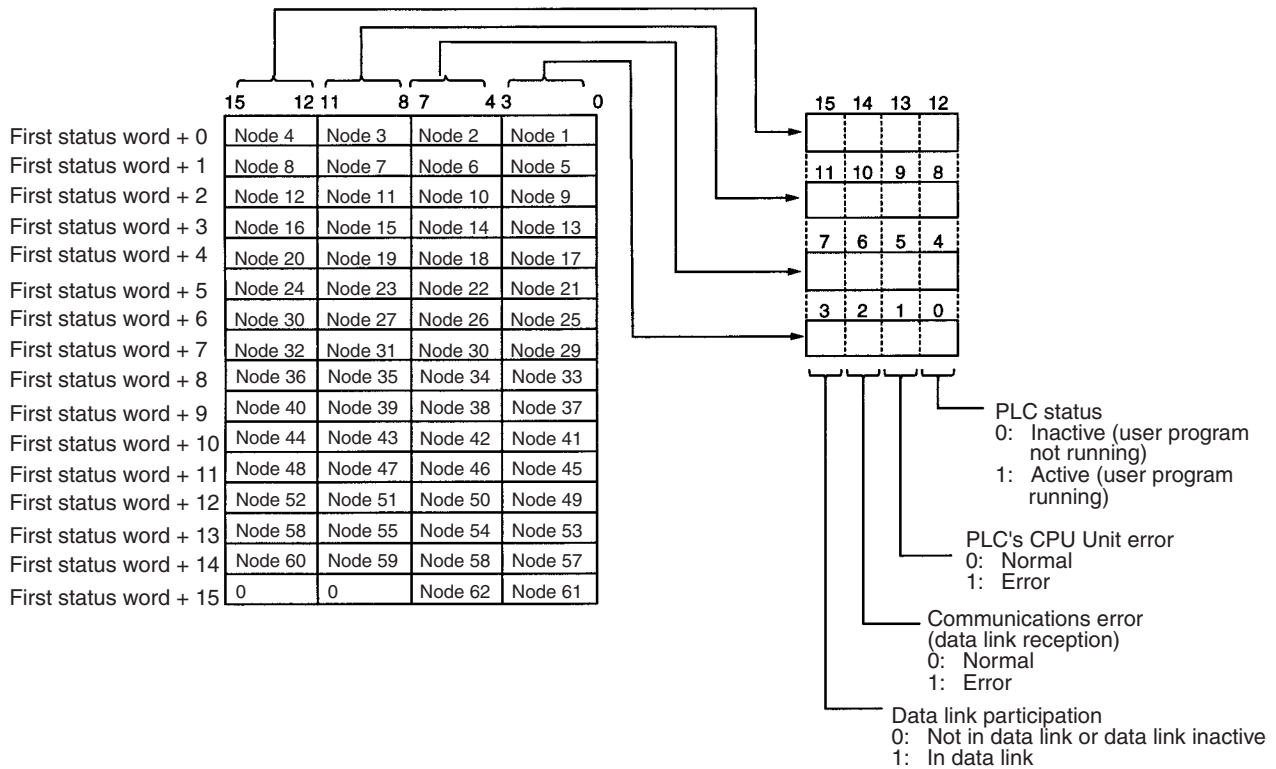 15 12 11 8 7 4 3 0
First status word + 0 Node 4 Node 3 Node 2 Node 1
First status word + 1 Node 8 Node 7 Node 6 Node 5
First status word + 2 Node 12 Node 11 Node 10 Node 9
First status word + 3 Node 16 Node 15 Node 14 Node 13
First status word + 4 Node 20 Node 19 Node 18 Node 17
First status word + 5 Node 24 Node 23 Node 22 Node 21
First status word + 6 Node 30 Node 27 Node 26 Node 25
First status word + 7 Node 32 Node 31 Node 30 Node 29
First status word + 8 Node 36 Node 35 Node 34 Node 33
First status word + 9 Node 40 Node 39 Node 38 Node 37
First status word + 10 Node 44 Node 43 Node 42 Node 41
First status word + 11 Node 48 Node 47 Node 46 Node 45
First status word + 12 Node 52 Node 51 Node 50 Node 49
First status word + 13 Node 58 Node 55 Node 54 Node 53
First status word + 14 Node 60 Node 59 Node 58 Node 57
First status word + 15 0 0 Node 62 Node 61
15 14 13 12
11 10 9 8
7 6 5 4
3 2 1 0
PLC status
0: Inactive (user program
not running)
1: Active (user program
running)
PLC's CPU Unit error
0: Normal
1: Error
Communications error
(data link reception)
0: Normal
1: Error
Data link participation
0: Not in data link or data link inactive
1: In data link